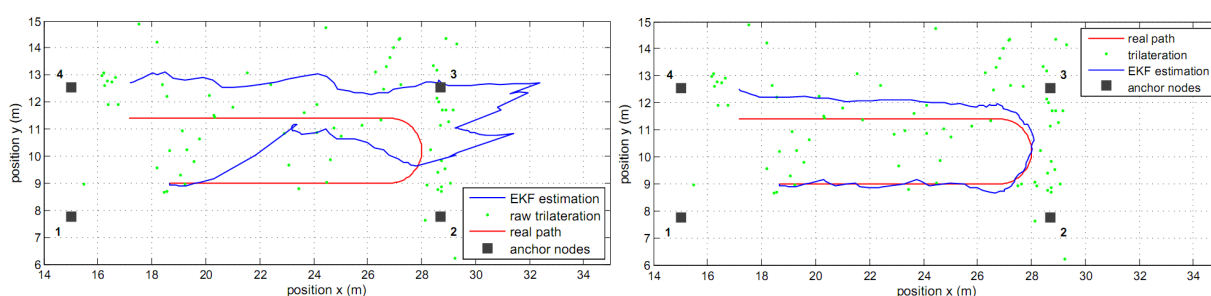 15
14
13
12
11
10
9
8
7
6
position y (m)
4
3
1
2
EKF estimation
raw trilateration
real path
anchor nodes
14 16 18 20 22 24 26 28 30 32 34
position x (m)
15
14
13
12
11
10
9
8
7
6
position y (m)
real path
trilateration
EKF estimation
anchor nodes
4
3
1
2
14 16 18 20 22 24 26 28 30 32 34
position x (m)